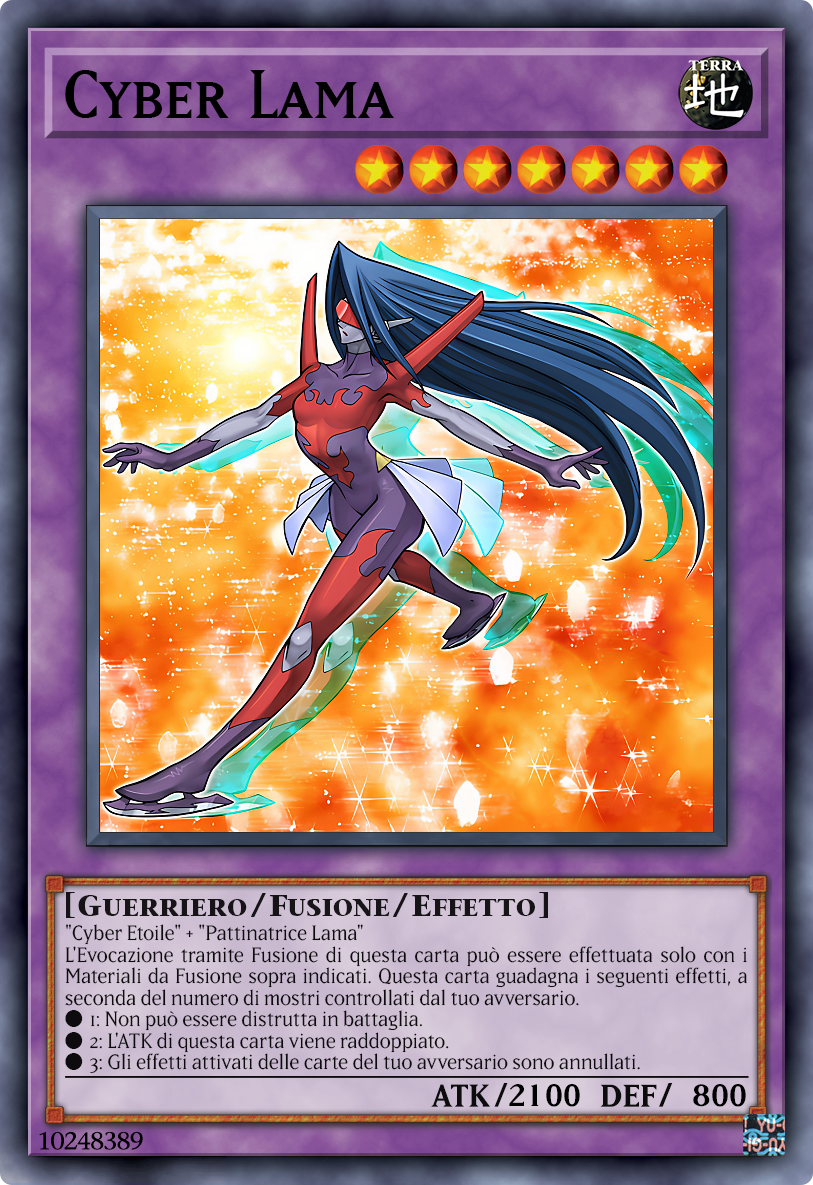 Cyber Lama
TERRA
地
[Guerriero/Fusione/Effetto]
"Cyber Etoile" + "Pattinatrice Lama"
L'Evocazione tramite Fusione di questa carta può essere effettuata solo con i
Materiali da Fusione sopra indicati. Questa carta guadagna i seguenti effetti, a
seconda del numero di mostri controllati dal tuo avversario.
● 1: Non può essere distrutta in battaglia.
● 2: L'ATK di questa carta viene raddoppiato.
● 3: Gli effetti attivati delle carte del tuo avversario sono annullati.
ATK/2100 DEF/ 800
10248389